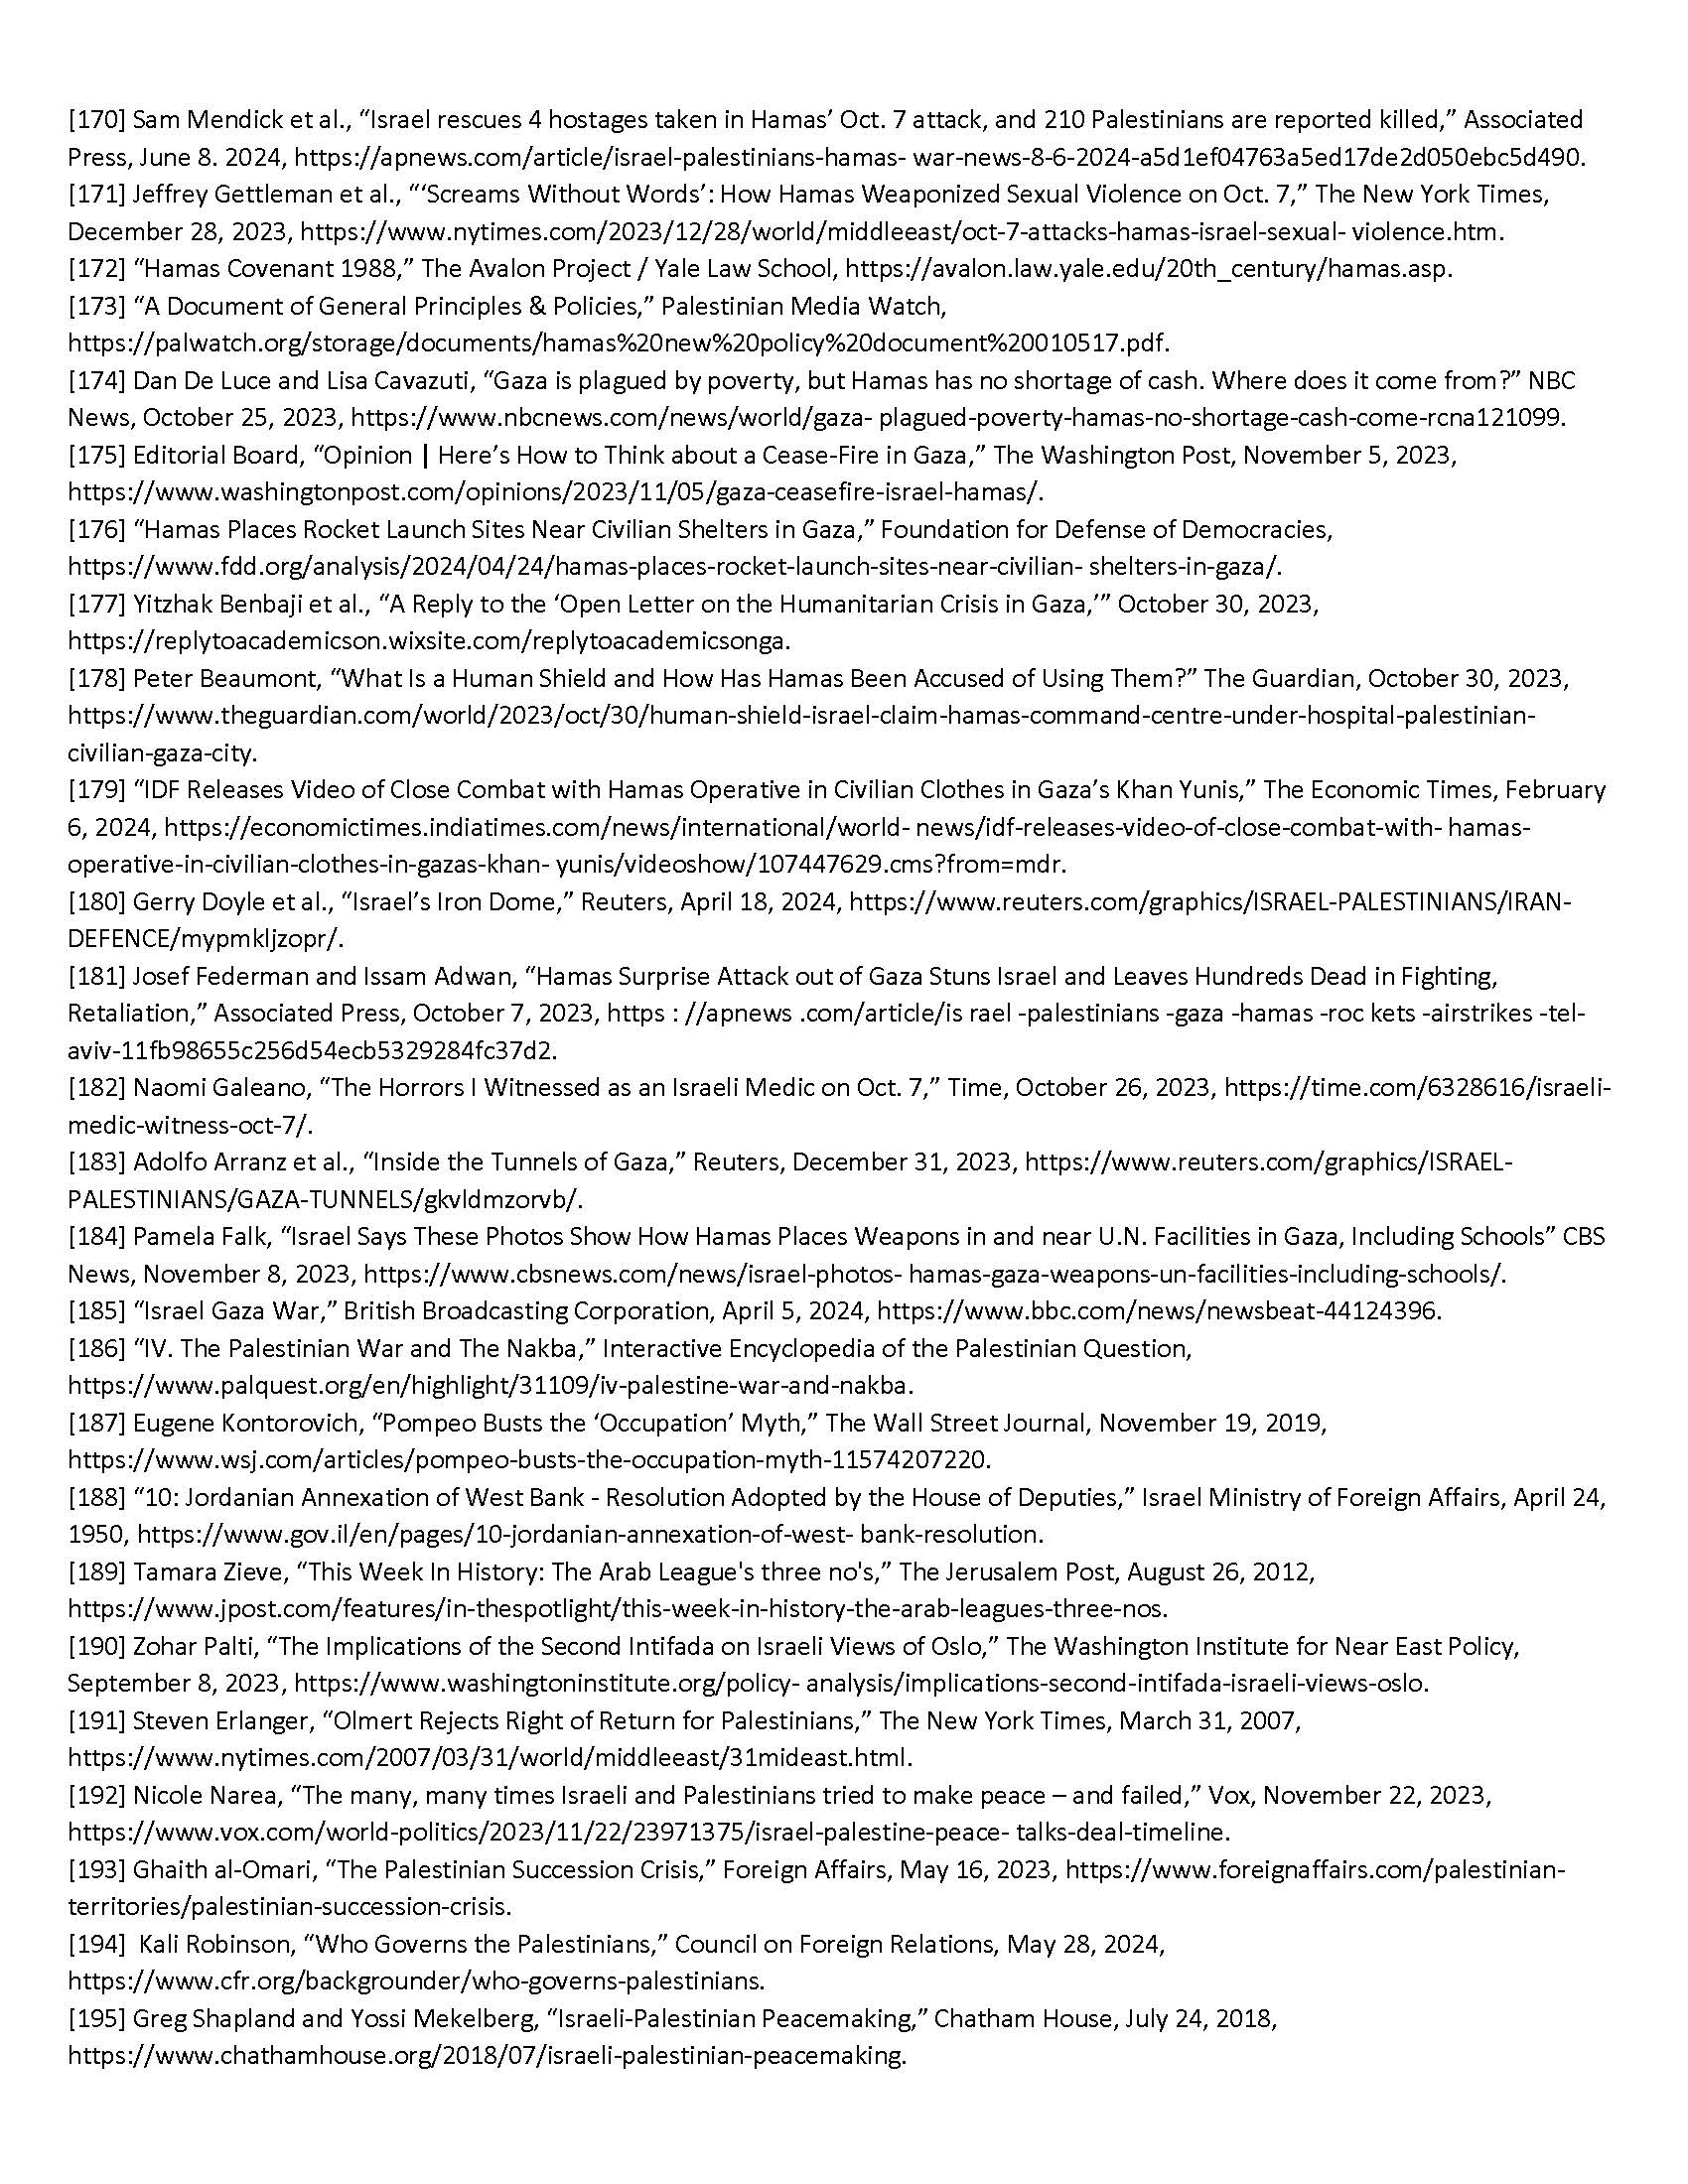 [170] Sam Mendick et al., “Israel rescues 4 hostages taken in Hamas’ Oct. 7 attack, and 210 Palestinians are reported killed,” Associated
Press, June 8. 2024, https://apnews.com/article/israel-palestinians-hamas- war-news-8-6-2024-a5d1ef04763a5ed17de2d050ebc5d490.
[171] Jeffrey Gettleman et al., “‘Screams Without Words’: How Hamas Weaponized Sexual Violence on Oct. 7,” The New York Times,
December 28, 2023, https://www.nytimes.com/2023/12/28/world/middleeast/oct-7-attacks-hamas-israel-sexual- violence.htm.
[172] “Hamas Covenant 1988,” The Avalon Project / Yale Law School, https://avalon.law.yale.edu/20th_century/hamas.asp.
[173] “A Document of General Principles & Policies,” Palestinian Media Watch,
https://palwatch.org/storage/documents/hamas%20new%20policy%20document%20010517.pdf.
[174] Dan De Luce and Lisa Cavazuti, “Gaza is plagued by poverty, but Hamas has no shortage of cash. Where does it come from?” NBC
News, October 25, 2023, https://www.nbcnews.com/news/world/gaza- plagued-poverty-hamas-no-shortage-cash-come-rcna121099.
[175] Editorial Board, “Opinion | Here’s How to Think about a Cease-Fire in Gaza,” The Washington Post, November 5, 2023,
https://www.washingtonpost.com/opinions/2023/11/05/gaza-ceasefire-israel-hamas/.
[176] “Hamas Places Rocket Launch Sites Near Civilian Shelters in Gaza,” Foundation for Defense of Democracies,
https://www.fdd.org/analysis/2024/04/24/hamas-places-rocket-launch-sites-near-civilian- shelters-in-gaza/.
[177] Yitzhak Benbaji et al., “A Reply to the ‘Open Letter on the Humanitarian Crisis in Gaza,’” October 30, 2023,
https://replytoacademicson.wixsite.com/replytoacademicsonga.
[178] Peter Beaumont, “What Is a Human Shield and How Has Hamas Been Accused of Using Them?” The Guardian, October 30, 2023,
https://www.theguardian.com/world/2023/oct/30/human-shield-israel-claim-hamas-command-centre-under-hospital-palestinian-
civilian-gaza-city.
[179] “IDF Releases Video of Close Combat with Hamas Operative in Civilian Clothes in Gaza’s Khan Yunis,” The Economic Times, February
6, 2024, https://economictimes.indiatimes.com/news/international/world- news/idf-releases-video-of-close-combat-with- hamas-
operative-in-civilian-clothes-in-gazas-khan- yunis/videoshow/107447629.cms?from=mdr.
[180] Gerry Doyle et al., “Israel’s Iron Dome,” Reuters, April 18, 2024, https://www.reuters.com/graphics/ISRAEL-PALESTINIANS/IRAN-
DEFENCE/mypmkljzopr/.
[181] Josef Federman and Issam Adwan, “Hamas Surprise Attack out of Gaza Stuns Israel and Leaves Hundreds Dead in Fighting,
Retaliation,” Associated Press, October 7, 2023, https : //apnews .com/article/is rael -palestinians -gaza -hamas -roc kets -airstrikes -tel-
aviv-11fb98655c256d54ecb5329284fc37d2.
[182] Naomi Galeano, “The Horrors I Witnessed as an Israeli Medic on Oct. 7,” Time, October 26, 2023, https://time.com/6328616/israeli-
medic-witness-oct-7/.
[183] Adolfo Arranz et al., “Inside the Tunnels of Gaza,” Reuters, December 31, 2023, https://www.reuters.com/graphics/ISRAEL-
PALESTINIANS/GAZA-TUNNELS/gkvldmzorvb/.
[184] Pamela Falk, “Israel Says These Photos Show How Hamas Places Weapons in and near U.N. Facilities in Gaza, Including Schools” CBS
News, November 8, 2023, https://www.cbsnews.com/news/israel-photos- hamas-gaza-weapons-un-facilities-including-schools/.
[185] “Israel Gaza War,” British Broadcasting Corporation, April 5, 2024, https://www.bbc.com/news/newsbeat-44124396.
[186] “IV. The Palestinian War and The Nakba,” Interactive Encyclopedia of the Palestinian Question,
https://www.palquest.org/en/highlight/31109/iv-palestine-war-and-nakba.
[187] Eugene Kontorovich, “Pompeo Busts the ‘Occupation’ Myth,” The Wall Street Journal, November 19, 2019,
https://www.wsj.com/articles/pompeo-busts-the-occupation-myth-11574207220.
[188] “10: Jordanian Annexation of West Bank - Resolution Adopted by the House of Deputies,” Israel Ministry of Foreign Affairs, April 24,
1950, https://www.gov.il/en/pages/10-jordanian-annexation-of-west- bank-resolution.
[189] Tamara Zieve, “This Week In History: The Arab League's three no's,” The Jerusalem Post, August 26, 2012,
https://www.jpost.com/features/in-thespotlight/this-week-in-history-the-arab-leagues-three-nos.
[190] Zohar Palti, “The Implications of the Second Intifada on Israeli Views of Oslo,” The Washington Institute for Near East Policy,
September 8, 2023, https://www.washingtoninstitute.org/policy- analysis/implications-second-intifada-israeli-views-oslo.
[191] Steven Erlanger, “Olmert Rejects Right of Return for Palestinians,” The New York Times, March 31, 2007,
https://www.nytimes.com/2007/03/31/world/middleeast/31mideast.html.
[192] Nicole Narea, “The many, many times Israeli and Palestinians tried to make peace – and failed,” Vox, November 22, 2023,
https://www.vox.com/world-politics/2023/11/22/23971375/israel-palestine-peace- talks-deal-timeline.
[193] Ghaith al-Omari, “The Palestinian Succession Crisis,” Foreign Affairs, May 16, 2023, https://www.foreignaffairs.com/palestinian-
territories/palestinian-succession-crisis.
[194]  Kali Robinson, “Who Governs the Palestinians,” Council on Foreign Relations, May 28, 2024,
https://www.cfr.org/backgrounder/who-governs-palestinians.
[195] Greg Shapland and Yossi Mekelberg, “Israeli-Palestinian Peacemaking,” Chatham House, July 24, 2018,
https://www.chathamhouse.org/2018/07/israeli-palestinian-peacemaking.